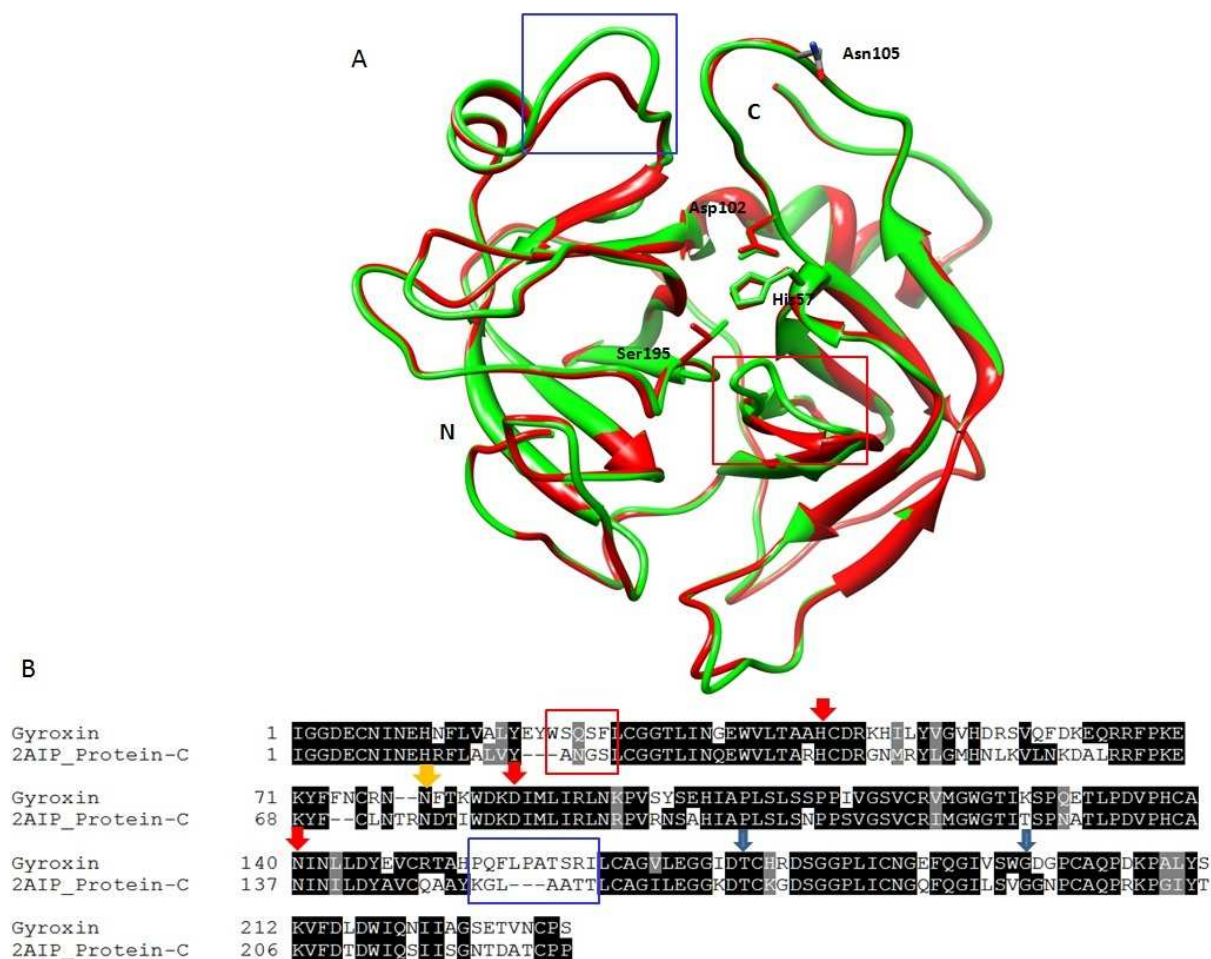 A
Asn105
C
Asp102
His57
Ser195
N
B
Gyroxin 1 IGGDECNINEHNFLVALYEYWSQSFLCGGTLINGEWVLTAAHCDRKHILYVGVHDRSVQFDKEQRRFPKE
2AIP_Protein-C 1 IGGDECNINEHRFLALVY---ANGSLCGGTLINQEWVLTARHCDRGNMRYLGMHNLKVLNKDALRRFPKE
Gyroxin 71 KYFFNCRN--NFTKWDKDIMLIRLNKPVSYSEHIAPLSLSSPPIVGSVCRVMGWGTIKSPQETLPDVPHCA
2AIP_Protein-C 68 KYF--CLNTRNDTIWDKDIMLIRLNRPVRNSAHIAPLSLSNPPSVGSVCRIMGWGTITSPNATLPDVPHCA
Gyroxin 140 NINLLDYEVCRTAHPQFLPATSRILCAGVLEGGIDTCHRDSGGPLICNGEFQGIVSWGDGPCAQPDKPALYS
2AIP_Protein-C 137 NINILDYAVCQAAYKGL---AATTLCAGILEGGKDTCKGDSGGPLICNGQFQGILSVGGNPCAQPRKPGIYT
Gyroxin 212 KVFDLDWIQNIIAGSETVNCPS
2AIP_Protein-C 206 KVFDTDWIQSIISGNTDATCPP